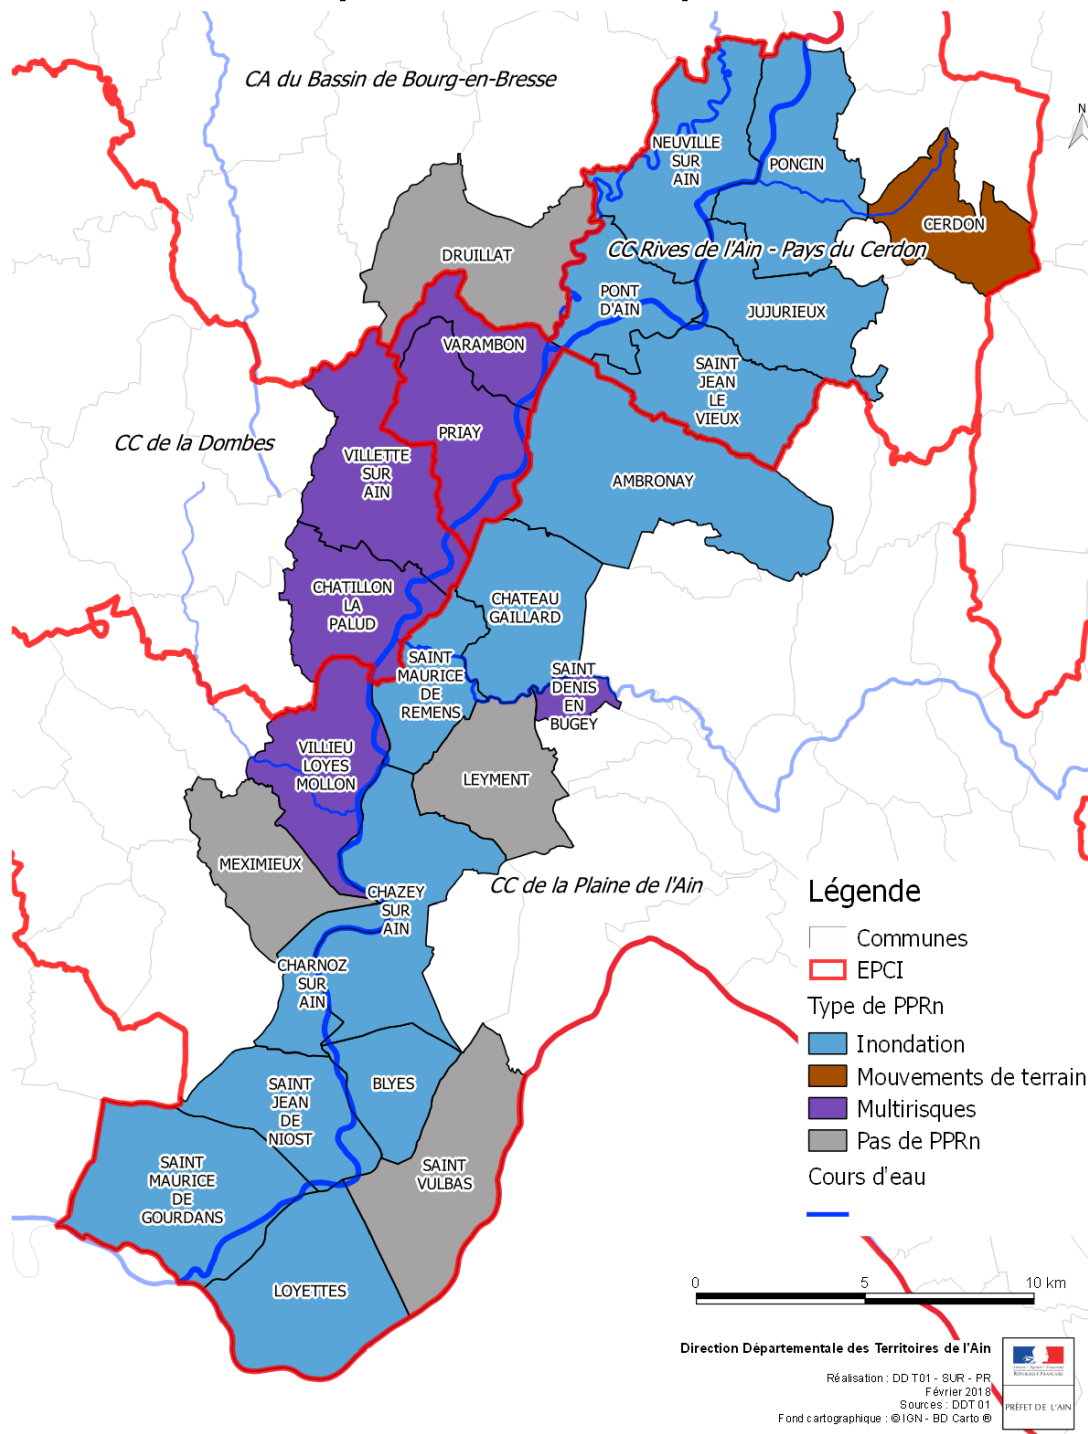 CA du Bassin de Bourg-en-Bresse
N
NEUVILLE
SUR
AIN
PONCIN
CERDON
DRUILLAT
CC Rives de l'Ain - Pays du Cerdon
PONT
D'AIN
JUJURIEUX
VARAMBON
SAINT
JEAN
LE
VIEUX
CC de la Dombes
PRIAY
VILLETTE
SUR
AIN
AMBRONAY
CHATILLON
LA
PALUD
CHATEAU
GAILLARD
SAINT
MAURICE
DE
REMENS
SAINT
DENIS
EN
BUGEY
VILLIEU
LOYES
MOLLON
LEYMENT
MEXIMIEUX
CC de la Plaine de l'Ain
CHAZEY
SUR
AIN
CHARNOZ
SUR
AIN
SAINT
JEAN
DE
NIOST
BLYES
SAINT
MAURICE
DE
GOURDANS
SAINT
VULBAS
LOYETTES
Légende
Communes
EPCI
Type de PPRn
Inondation
Mouvements de terrain
Multirisques
Pas de PPRn
Cours d'eau
0 5 10 km
Direction Départementale des Territoires de l'Ain
Réalisation : DDT01 - SUR - PR
Février 2018
Sources : DDT01
Fond cartographique : © IGN - BD Carto ®
RÉPUBLIQUE FRANÇAISE
PRÉFET DE L'AIN